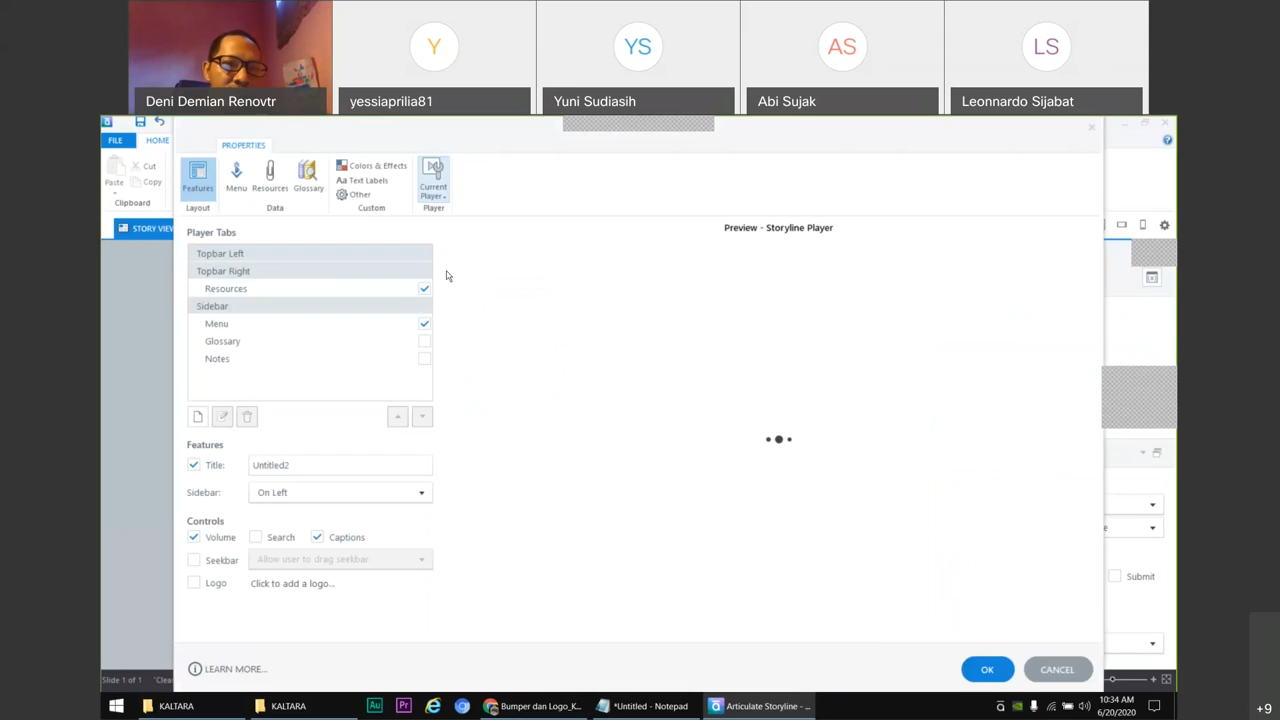 Y
YS
AS
LS
Deni Demian Renovtr
yessiaprilia81
Yuni Sudiasih
Abi Sujak
Leonnardo Sijabat
FILE
HOME
PROPERTIES
Paste
Cut
Copy
Clipboard
Features
Menu
Resources
Glossary
Colors & Effects
Aa Text Labels
Other
Current
Player
Layout
Data
Custom
Player
STORY VIEW
Player Tabs
Preview - Storyline Player
Topbar Left
Topbar Right
Resources
Sidebar
Menu
Glossary
Notes
Features
Title:
Untitled2
Sidebar:
On Left
Controls
Volume
Search
Captions
Seekbar
Allow user to drag seekbar
Logo
Click to add a logo...
Submit
LEARN MORE...
OK
CANCEL
Slide 1 of 1
"Clea
KALTARA
KALTARA
Au
Pr
Bumper dan Logo_K...
*Untitled - Notepad
Articulate Storyline - ...
10:34 AM
6/20/2020
+9